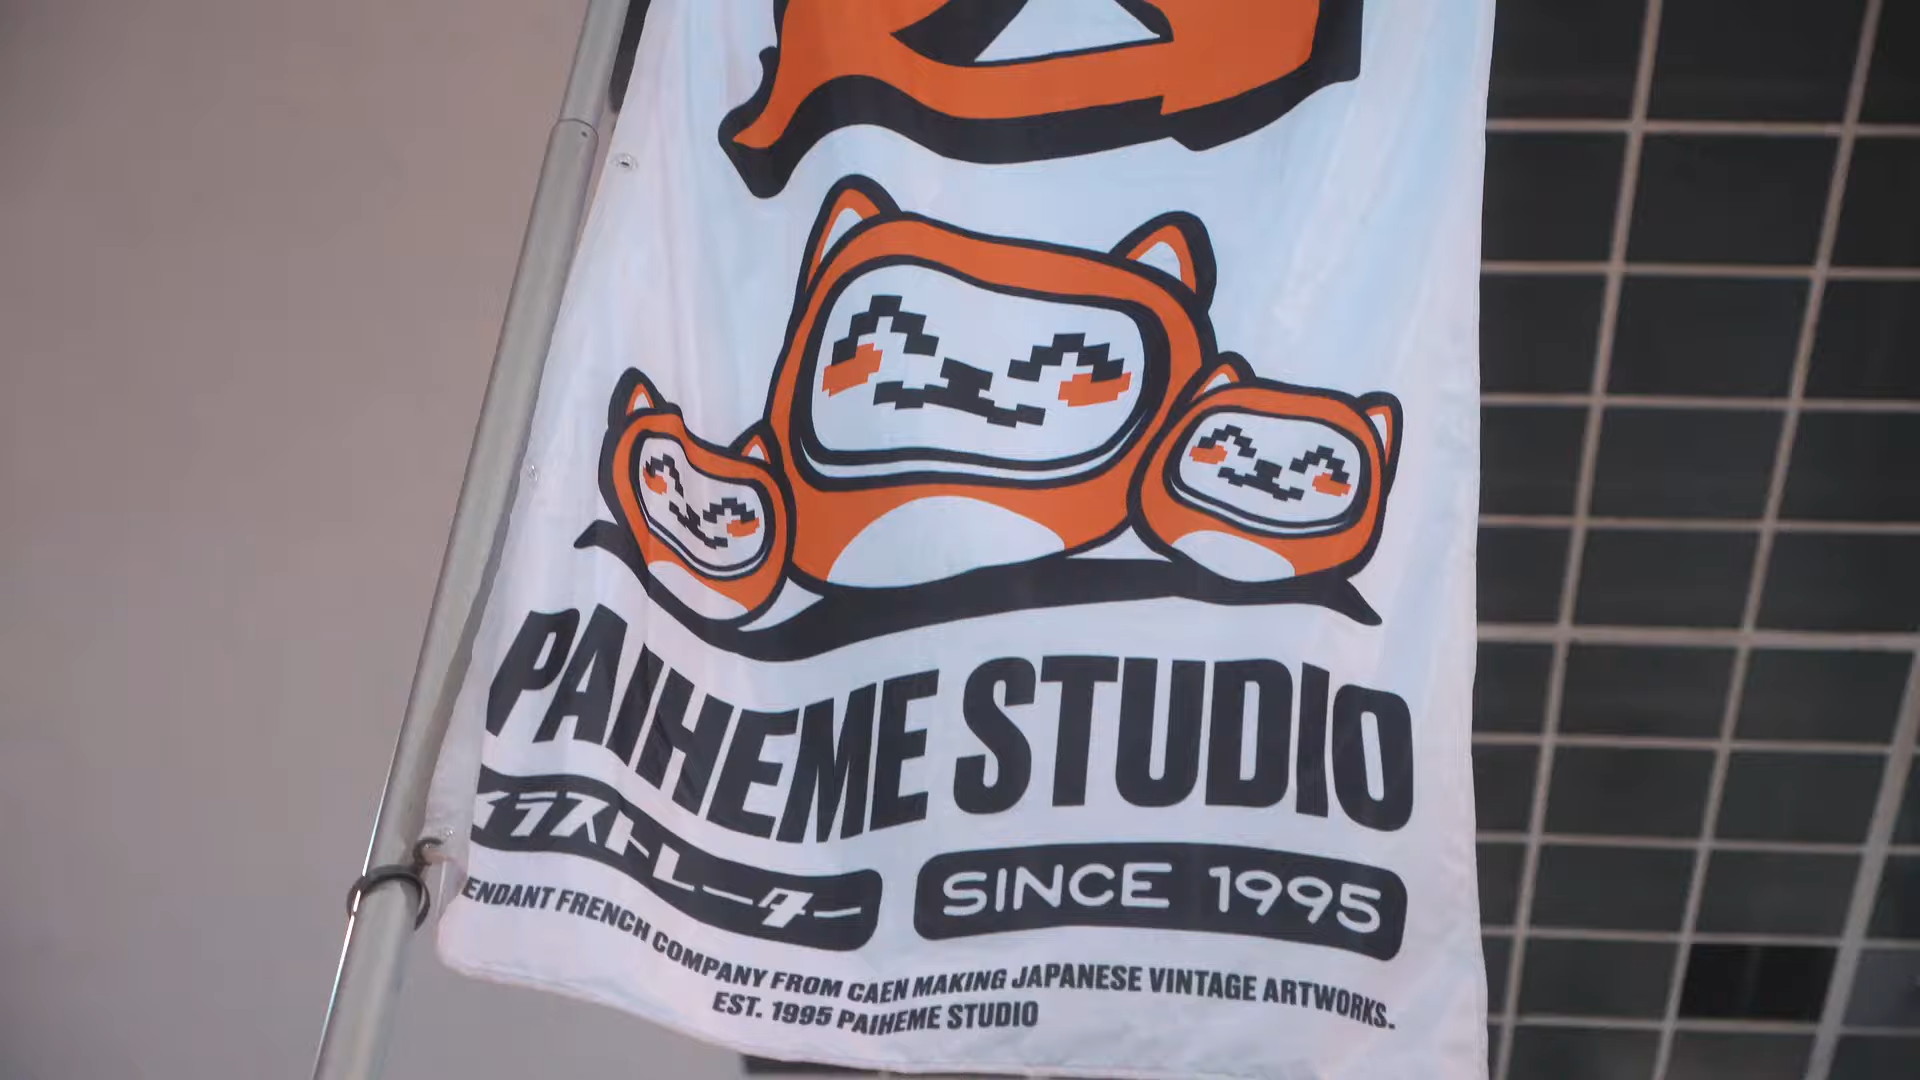 PAIHEME STUDIO
イラストレーター
SINCE 1995
ENDANT FRENCH COMPANY FROM CAEN MAKING JAPANESE VINTAGE ARTWORKS.
EST. 1995 PAIHEME STUDIO